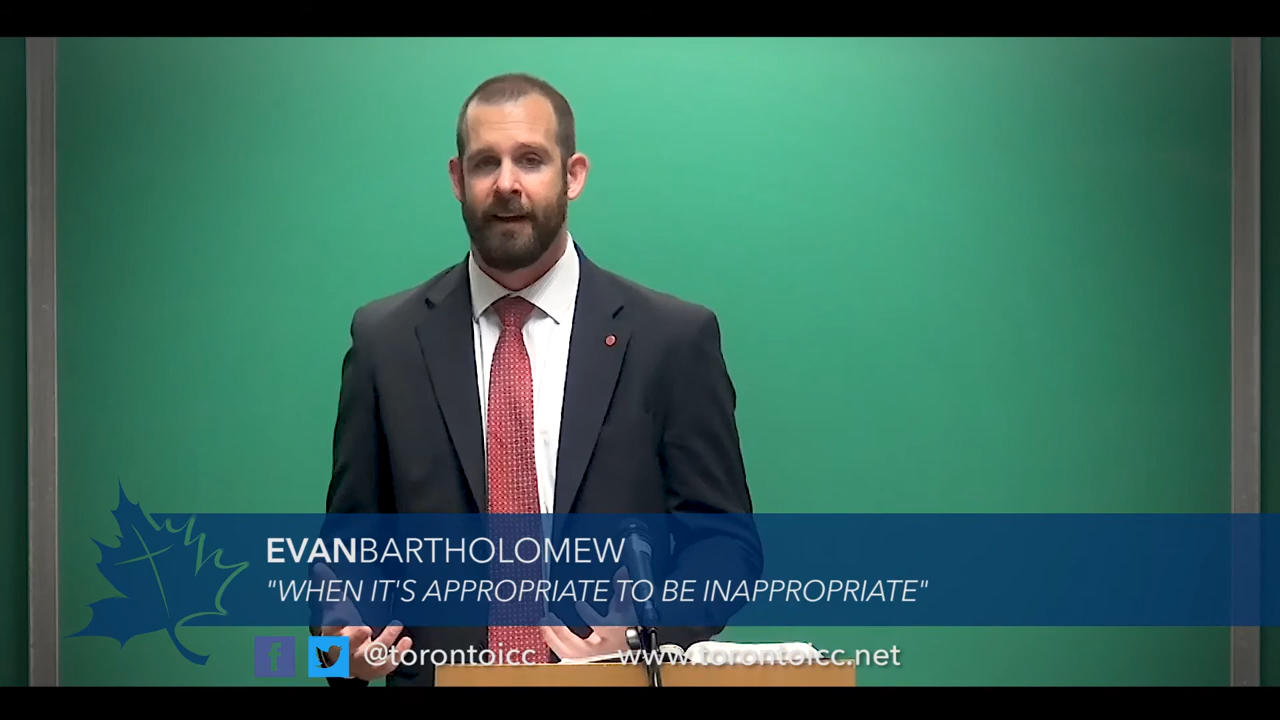 EVANBARTHOLOMEW
"WHEN IT'S APPROPRIATE TO BE INAPPROPRIATE"
@torontoicc www.torontoicc.net